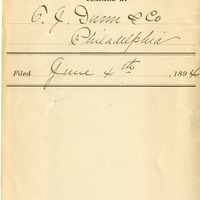 T. J. Dunn & Co
Philadelphia
Filed June 4th, 1894